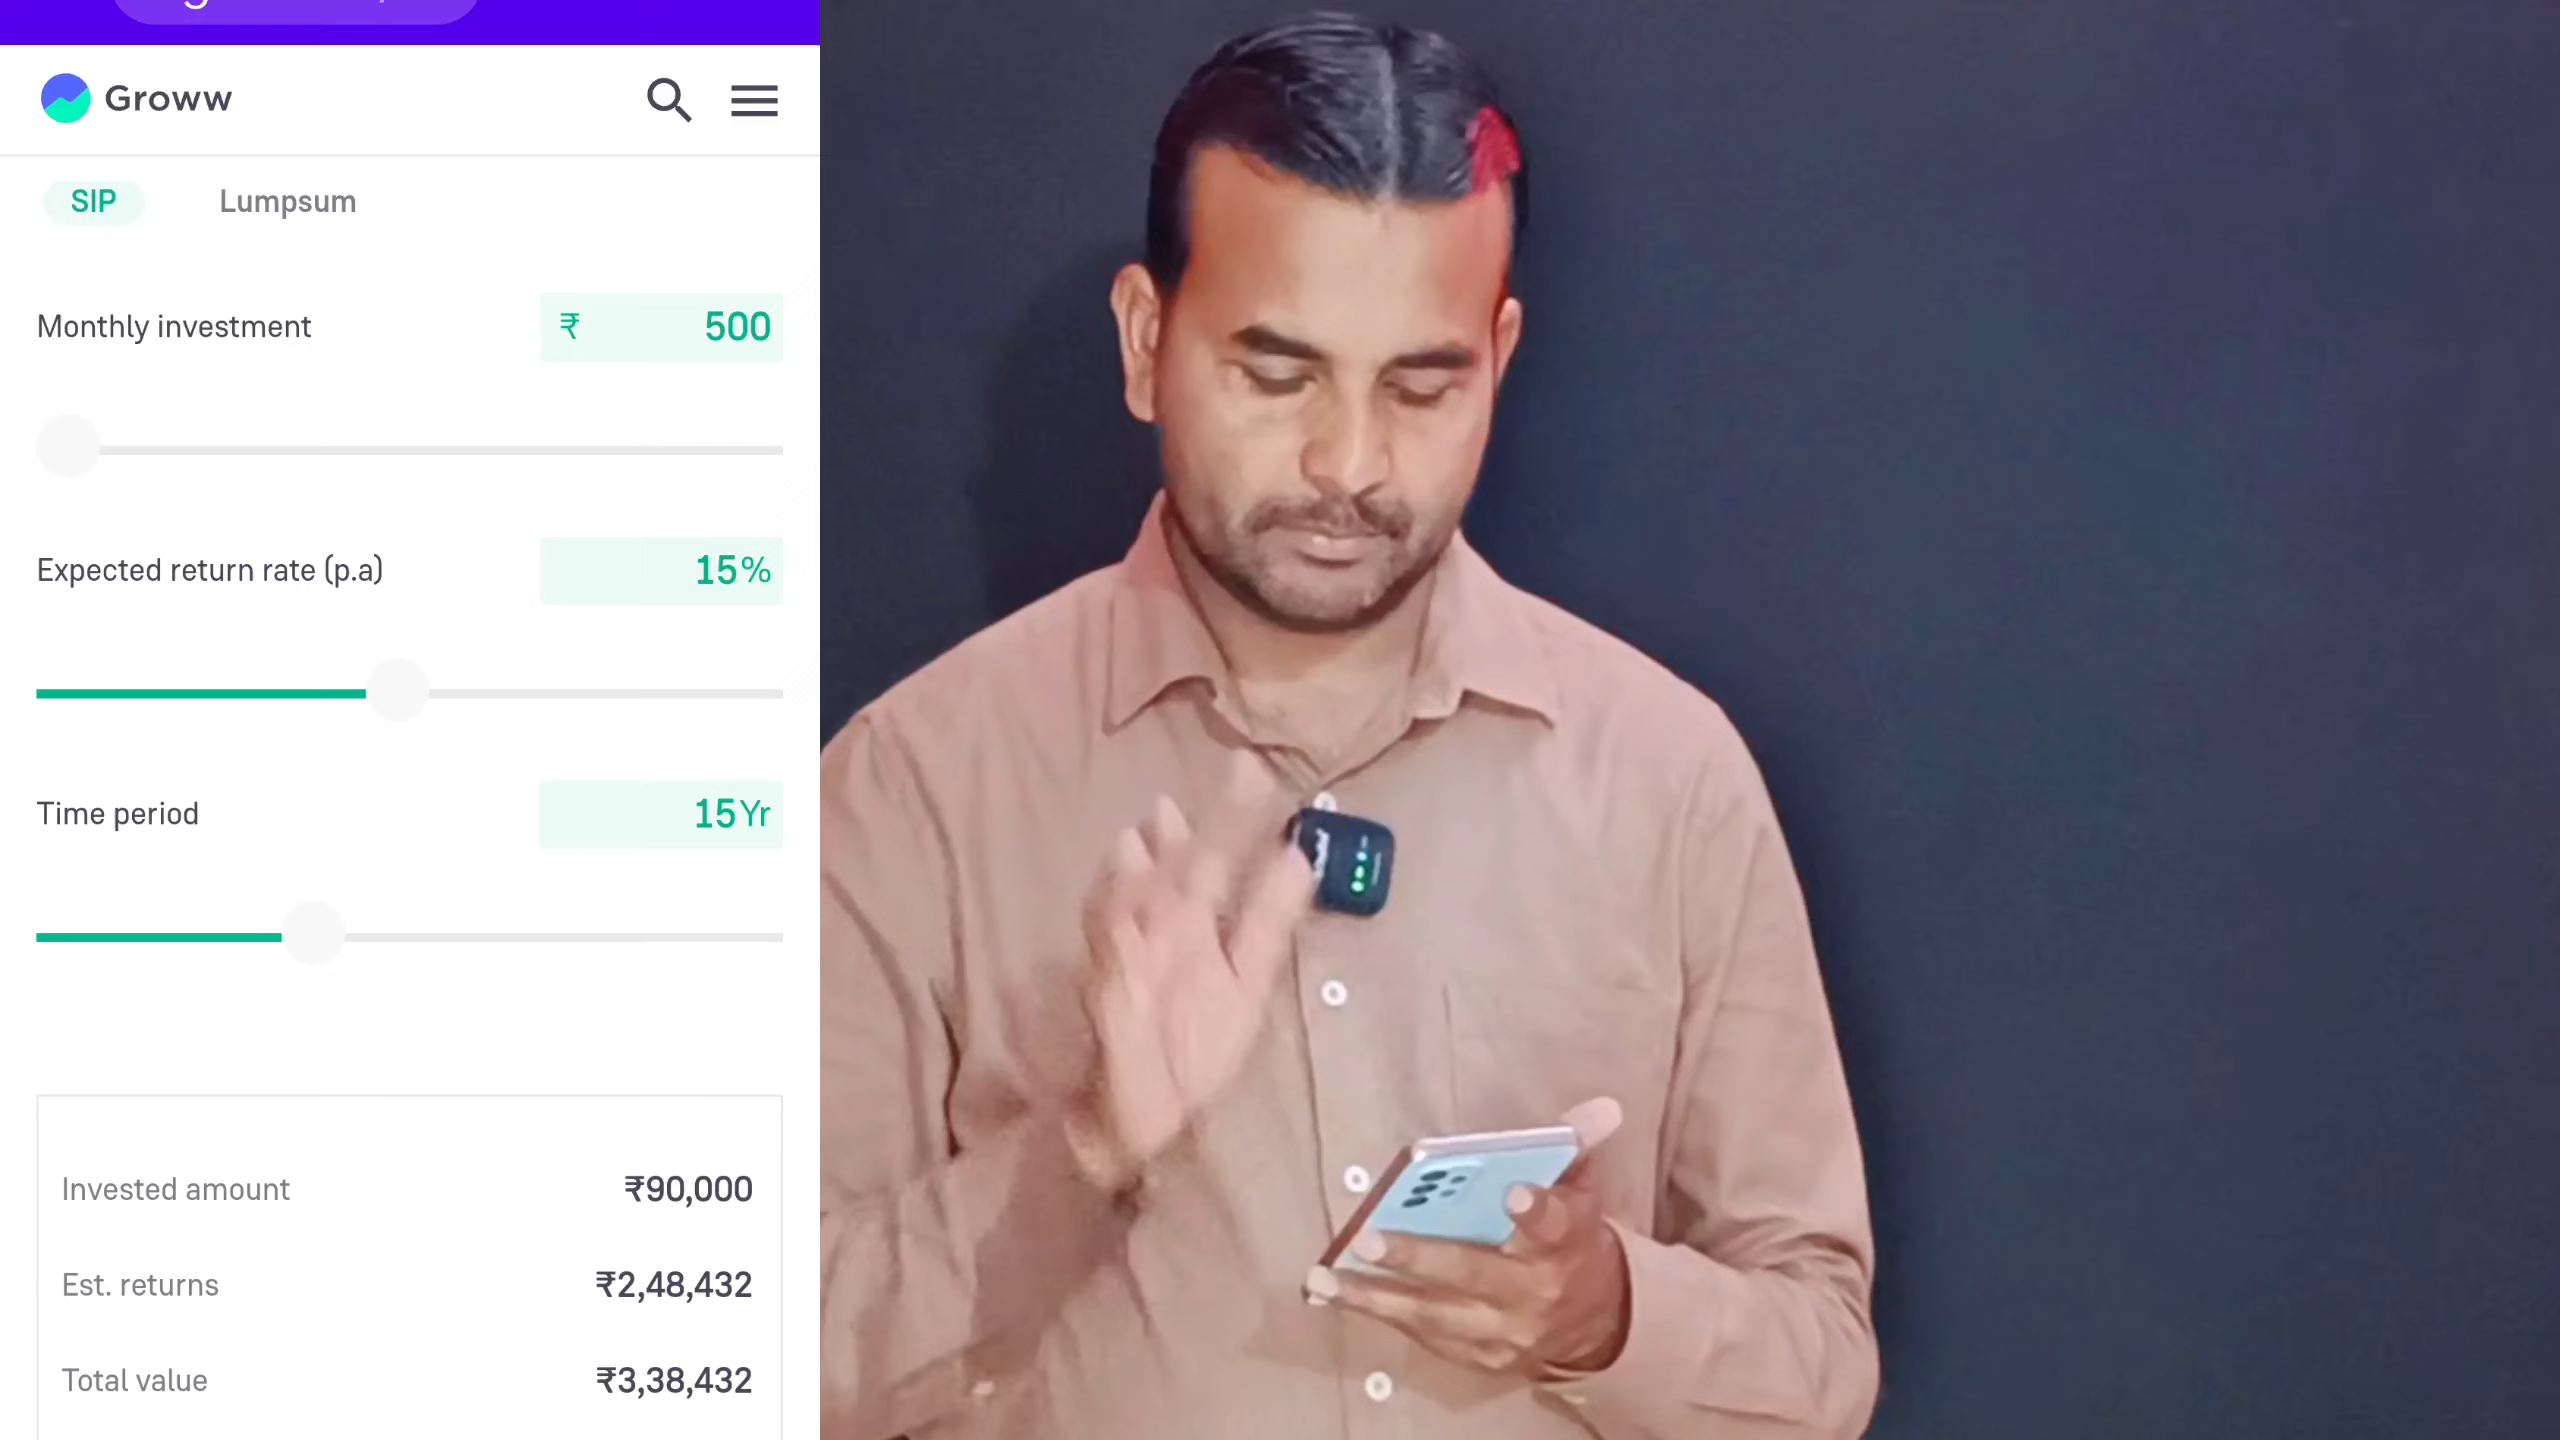 Groww
SIP Lumpsum
Monthly investment ₹ 500
Expected return rate (p.a) 15%
Time period 15Yr
Invested amount ₹90,000
Est. returns ₹2,48,432
Total value ₹3,38,432